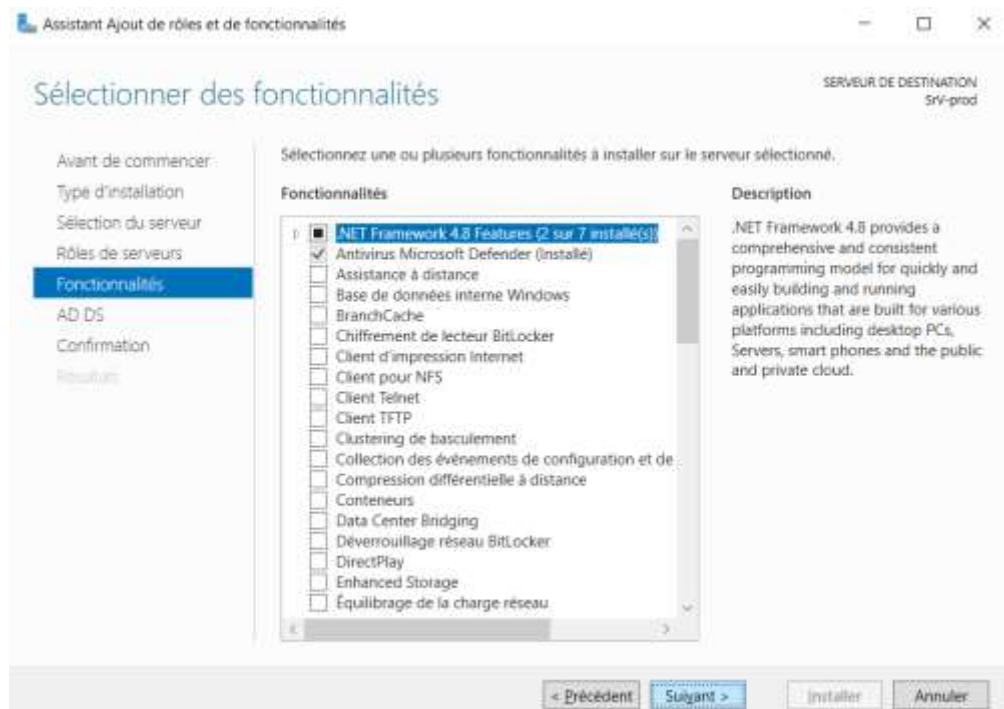 Assistant Ajout de rôles et de fonctionnalités
Sélectionner des fonctionnalités
SERVEUR DE DESTINATION
SrV-prod
Avant de commencer
Type d'installation
Sélection du serveur
Rôles de serveurs
Fonctionnalités
AD DS
Confirmation
Résultats
Sélectionnez une ou plusieurs fonctionnalités à installer sur le serveur sélectionné.
Fonctionnalités
.NET Framework 4.8 Features (2 sur 7 installé(s))
Antivirus Microsoft Defender (Installé)
Assistance à distance
Base de données interne Windows
BranchCache
Chiffrement de lecteur BitLocker
Client d'impression Internet
Client pour NFS
Client Telnet
Client TFTP
Clustering de basculement
Collection des événements de configuration et de
Compression différentielle à distance
Conteneurs
Data Center Bridging
Déverrouillage réseau BitLocker
DirectPlay
Enhanced Storage
Équilibrage de la charge réseau
Description
.NET Framework 4.8 provides a
comprehensive and consistent
programming model for quickly and
easily building and running
applications that are built for various
platforms including desktop PCs,
Servers, smart phones and the public
and private cloud.
< Précédent
Suivant >
Installer
Annuler